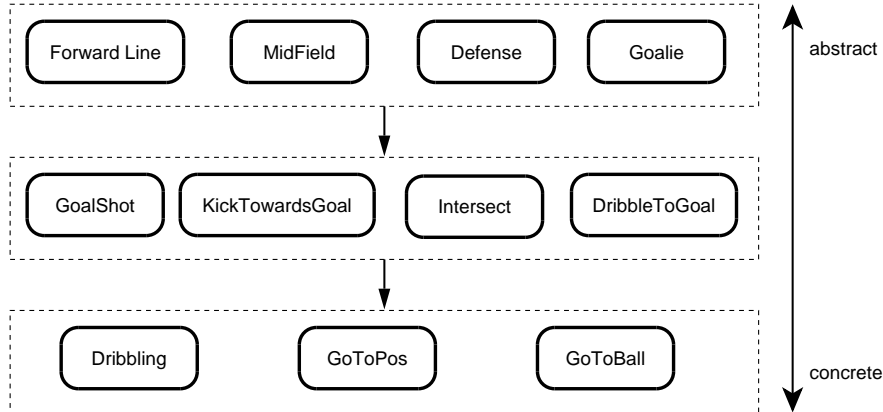 Forward Line
MidField
Defense
Goalie
abstract
GoalShot
KickTowardsGoal
Intersect
DribbleToGoal
Dribbling
GoToPos
GoToBall
concrete